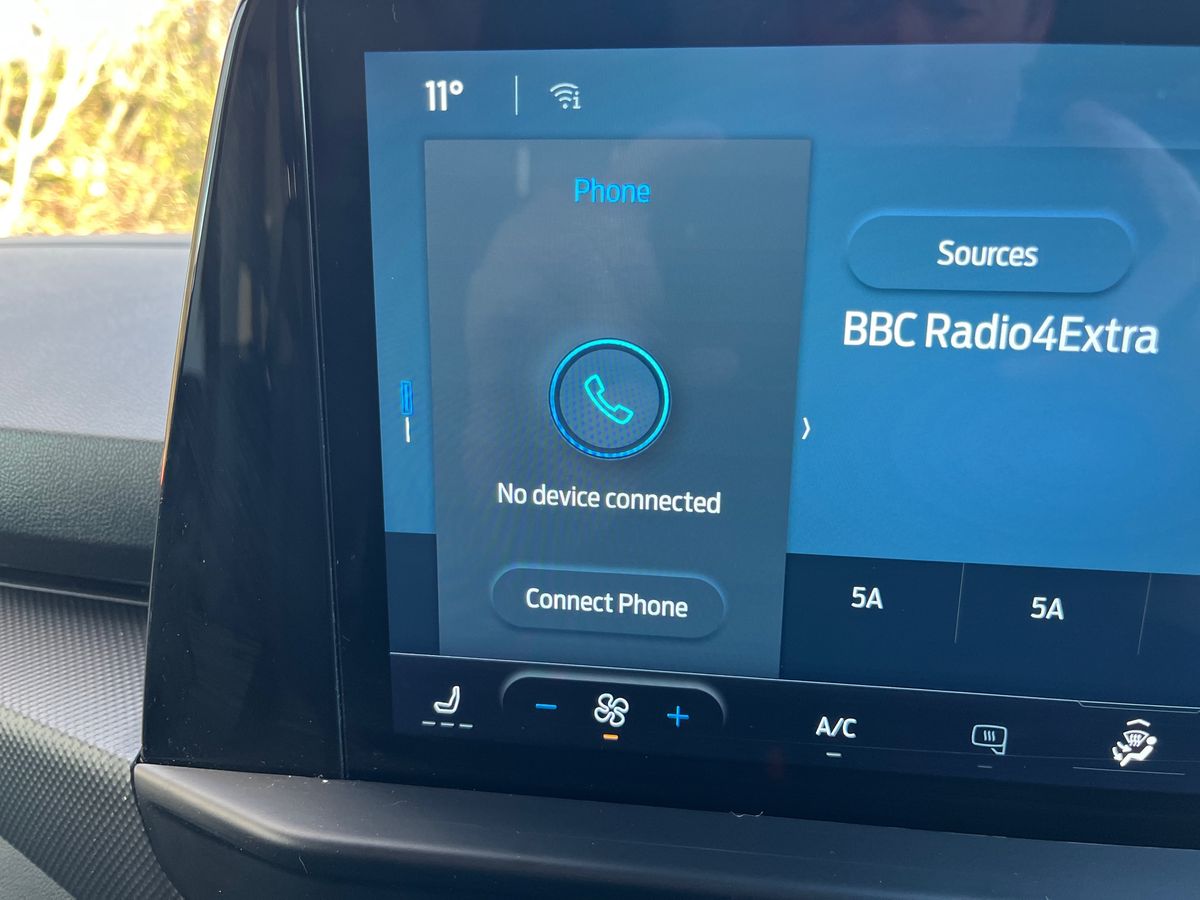 11°
Phone
No device connected
Connect Phone
Sources
BBC Radio4Extra
5A
5A
A/C